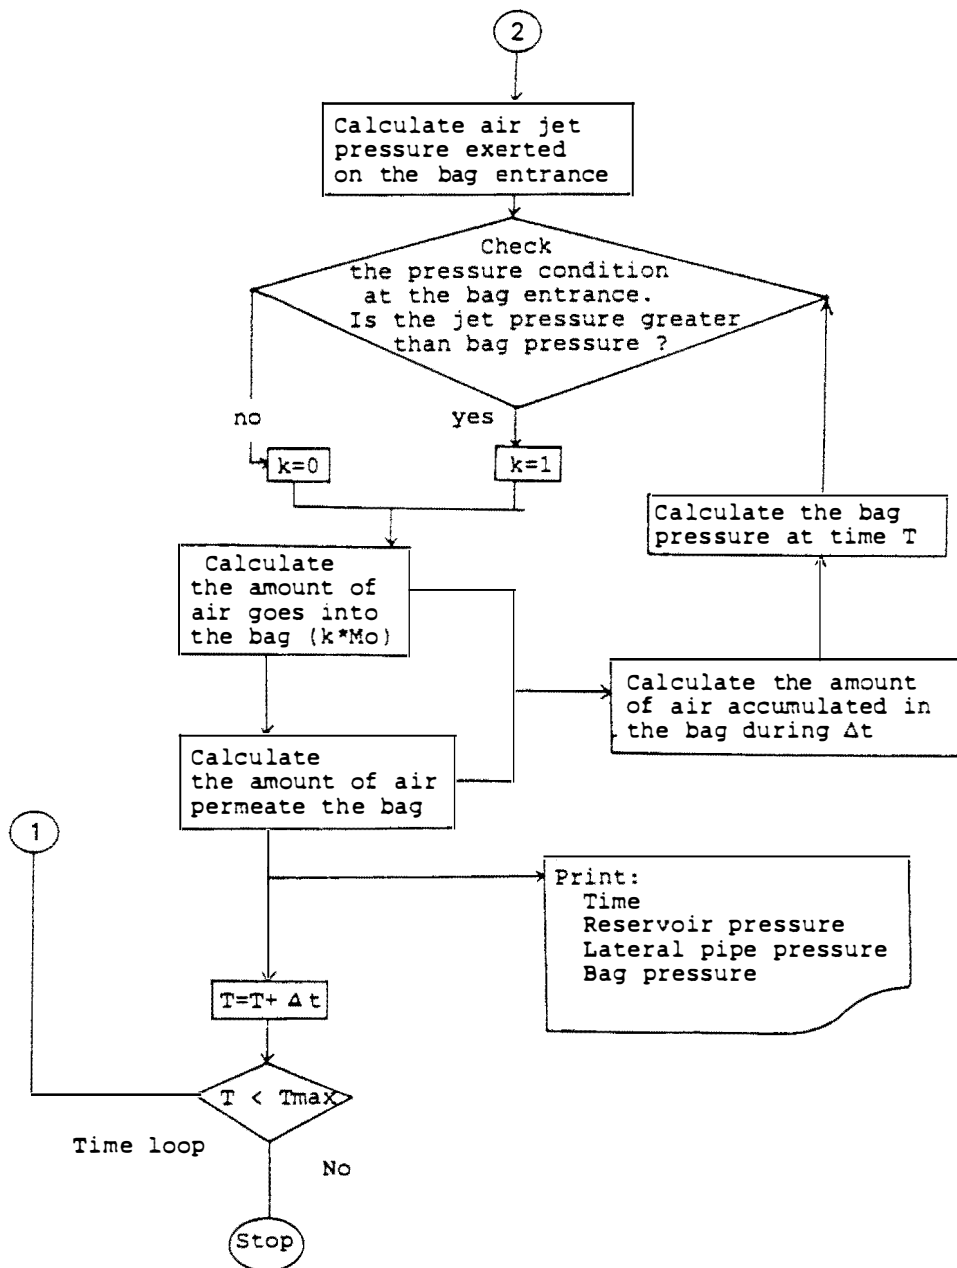 2
Calculate air jet
pressure exerted
on the bag entrance
Check
the pressure condition
at the bag entrance.
Is the jet pressure greater
than bag pressure ?
no
yes
k=0
k=1
Calculate the bag
pressure at time T
Calculate
the amount of
air goes into
the bag (k*Mo)
Calculate the amount
of air accumulated in
the bag during Δt
Calculate
the amount of air
permeate the bag
1
Print:
Time
Reservoir pressure
Lateral pipe pressure
Bag pressure
T=T+ Δt
T < Tmax
Time loop
No
Stop